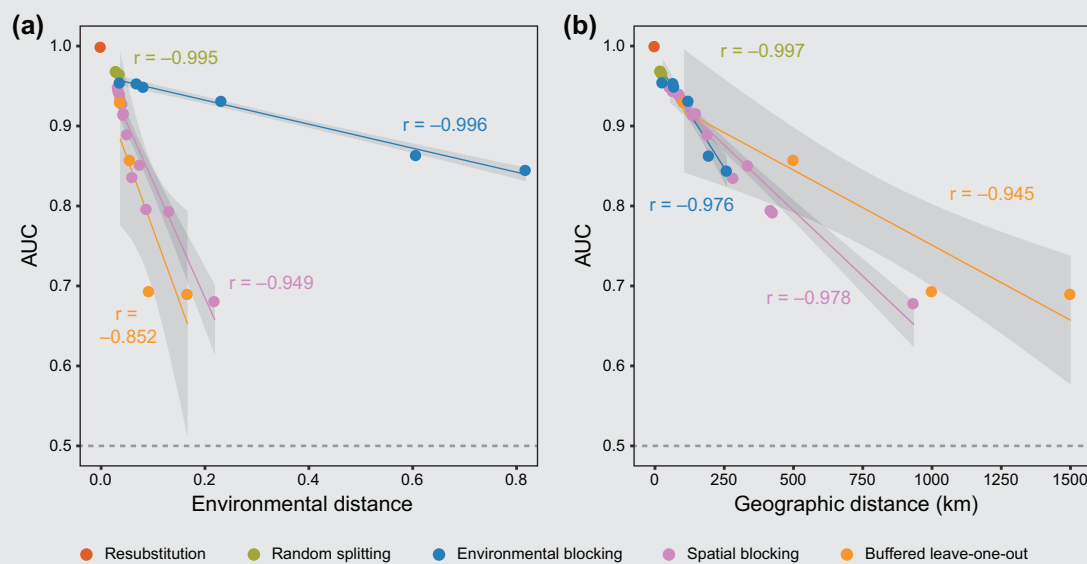 (a)
1.0
0.9
0.8
0.7
0.6
0.5
AUC
r = –0.995
r = –0.996
r = –0.949
r =
–0.852
0.0
0.2
0.4
0.6
0.8
Environmental distance
(b)
1.0
0.9
0.8
0.7
0.6
0.5
AUC
r = –0.997
r = –0.976
r = –0.945
r = –0.978
0
250
500
750
1000
1250
1500
Geographic distance (km)
Resubstitution
Random splitting
Environmental blocking
Spatial blocking
Buffered leave-one-out